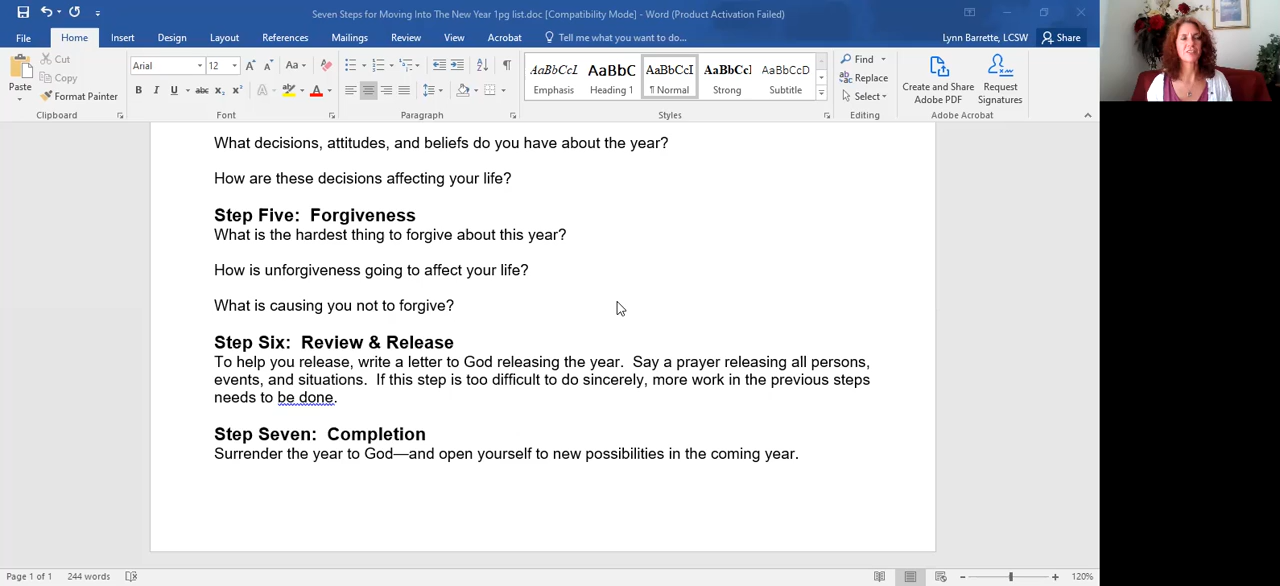 Seven Steps for Moving Into The New Year 1pg list.doc [Compatibility Mode] - Word (Product Activation Failed)
File Home Insert Design Layout References Mailings Review View Acrobat Tell me what you want to do... Lynn Barrette, LCSW Share
Paste Cut Copy Format Painter
Clipboard
Arial 12 Aa
B I U abc x₂ x² A A
Font
Paragraph
AaBbCcI AaBbC AaBbCcI AaBbCcl AaBbCcD
Emphasis Heading 1 ¶ Normal Strong Subtitle
Styles
Find Replace Select
Editing
Create and Share Adobe PDF Request Signatures
Adobe Acrobat
What decisions, attitudes, and beliefs do you have about the year?
How are these decisions affecting your life?
Step Five: Forgiveness
What is the hardest thing to forgive about this year?
How is unforgiveness going to affect your life?
What is causing you not to forgive?
Step Six: Review & Release
To help you release, write a letter to God releasing the year. Say a prayer releasing all persons,
events, and situations. If this step is too difficult to do sincerely, more work in the previous steps
needs to be done.
Step Seven: Completion
Surrender the year to God—and open yourself to new possibilities in the coming year.
Page 1 of 1 244 words 120%